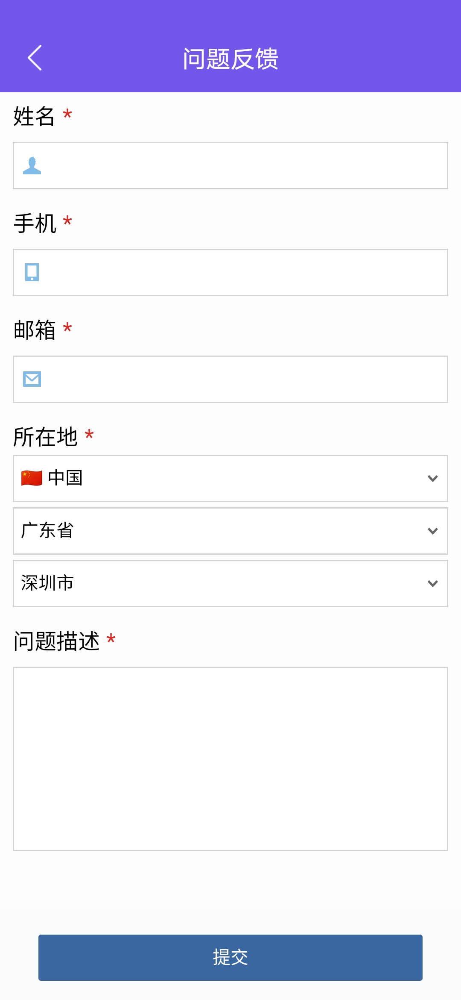 问题反馈
姓名 *
手机 *
邮箱 *
所在地 *
🇨🇳 中国
广东省
深圳市
问题描述 *
提交